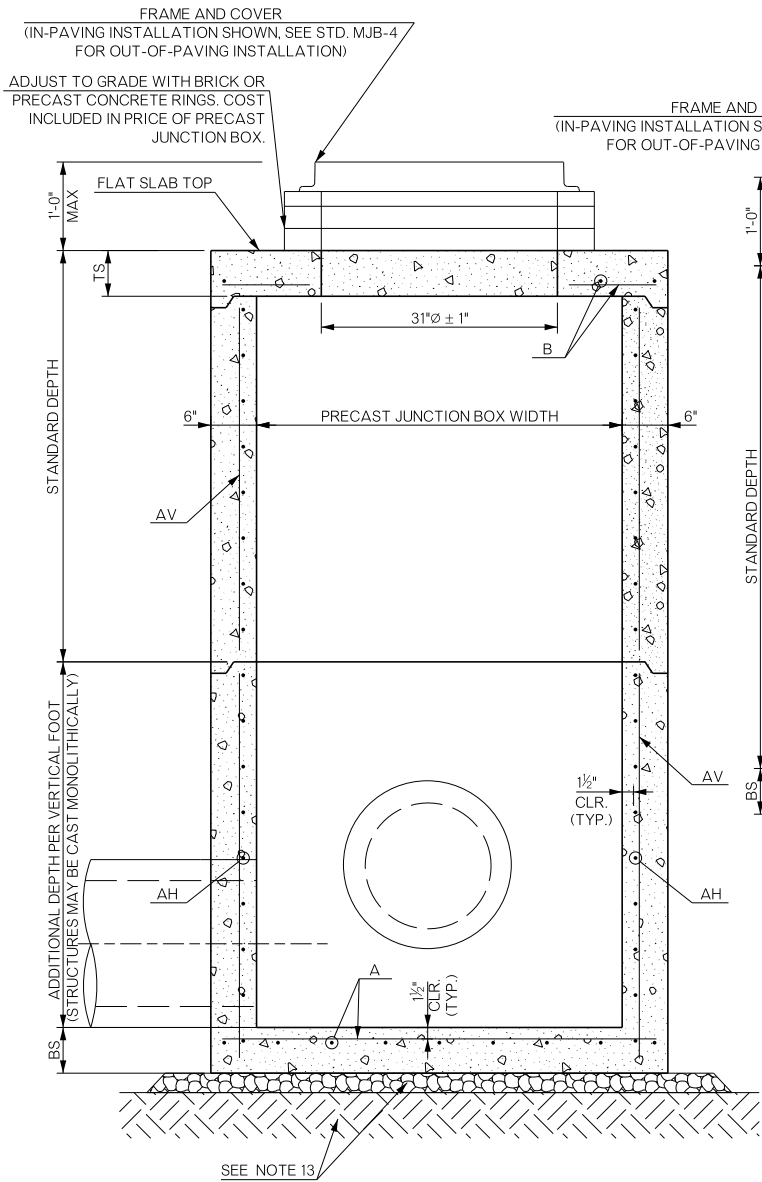 FRAME AND COVER
(IN-PAVING INSTALLATION SHOWN, SEE STD. MJB-4
FOR OUT-OF-PAVING INSTALLATION)
ADJUST TO GRADE WITH BRICK OR
PRECAST CONCRETE RINGS. COST
INCLUDED IN PRICE OF PRECAST
JUNCTION BOX.
FRAME AND
(IN-PAVING INSTALLATION S
FOR OUT-OF-PAVING
1'-0"
MAX
FLAT SLAB TOP
1'-0"
TS
31"Ø ± 1"
B
STANDARD DEPTH
6"
PRECAST JUNCTION BOX WIDTH
6"
AV
STANDARD DEPTH
ADDITIONAL DEPTH PER VERTICAL FOOT
(STRUCTURES MAY BE CAST MONOLITHICALLY)
1½"
CLR.
(TYP.)
AV
BS
AH
AH
A
1½"
CLR.
(TYP.)
BS
SEE NOTE 13